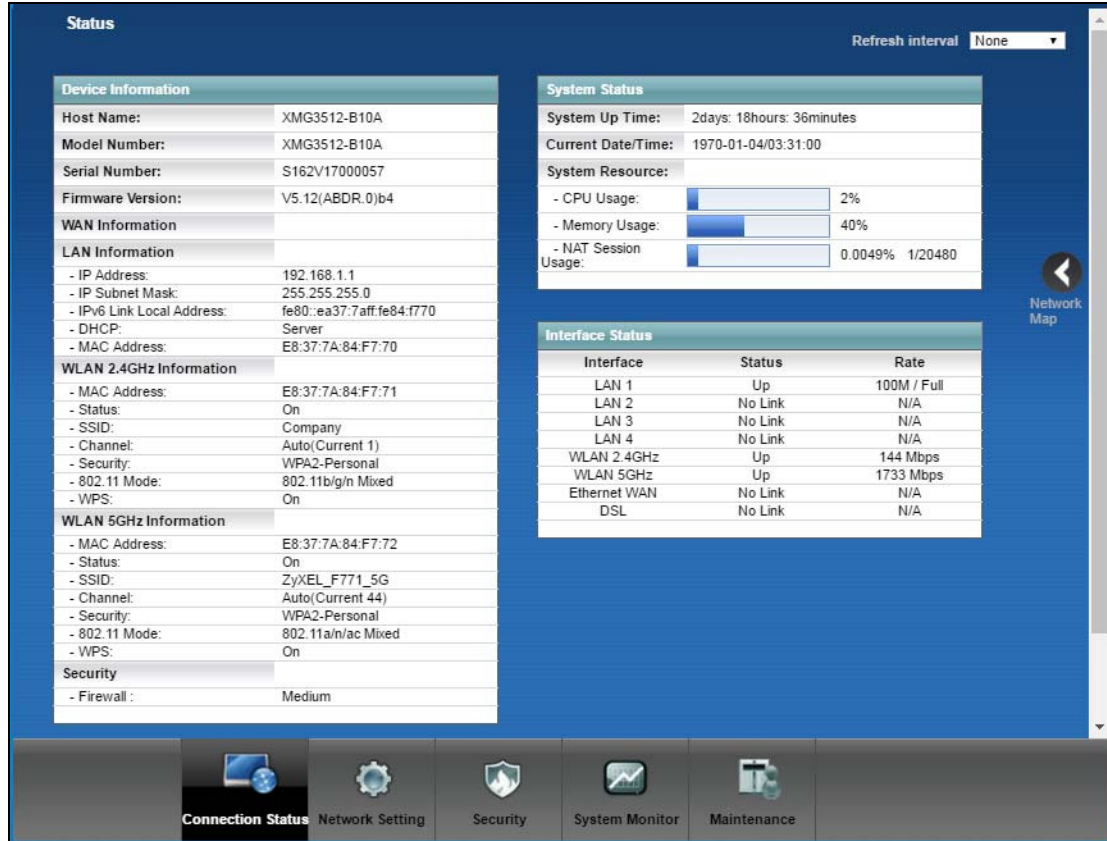 Status
Refresh interval None
Device Information
Host Name: XMG3512-B10A
Model Number: XMG3512-B10A
Serial Number: S162V17000057
Firmware Version: V5.12(ABDR.0)b4
WAN Information
LAN Information
- IP Address: 192.168.1.1
- IP Subnet Mask: 255.255.255.0
- IPv6 Link Local Address: fe80::ea37:7aff:fe84:f770
- DHCP: Server
- MAC Address: E8:37:7A:84:F7:70
WLAN 2.4GHz Information
- MAC Address: E8:37:7A:84:F7:71
- Status: On
- SSID: Company
- Channel: Auto(Current 1)
- Security: WPA2-Personal
- 802.11 Mode: 802.11b/g/n Mixed
- WPS: On
WLAN 5GHz Information
- MAC Address: E8:37:7A:84:F7:72
- Status: On
- SSID: ZyXEL_F771_5G
- Channel: Auto(Current 44)
- Security: WPA2-Personal
- 802.11 Mode: 802.11a/n/ac Mixed
- WPS: On
Security
- Firewall : Medium
System Status
System Up Time: 2days: 18hours: 36minutes
Current Date/Time: 1970-01-04/03:31:00
System Resource:
- CPU Usage: 2%
- Memory Usage: 40%
- NAT Session
Usage: 0.0049% 1/20480
Interface Status
Interface Status Rate
LAN 1 Up 100M / Full
LAN 2 No Link N/A
LAN 3 No Link N/A
LAN 4 No Link N/A
WLAN 2.4GHz Up 144 Mbps
WLAN 5GHz Up 1733 Mbps
Ethernet WAN No Link N/A
DSL No Link N/A
Network
Map
Connection Status Network Setting Security System Monitor Maintenance